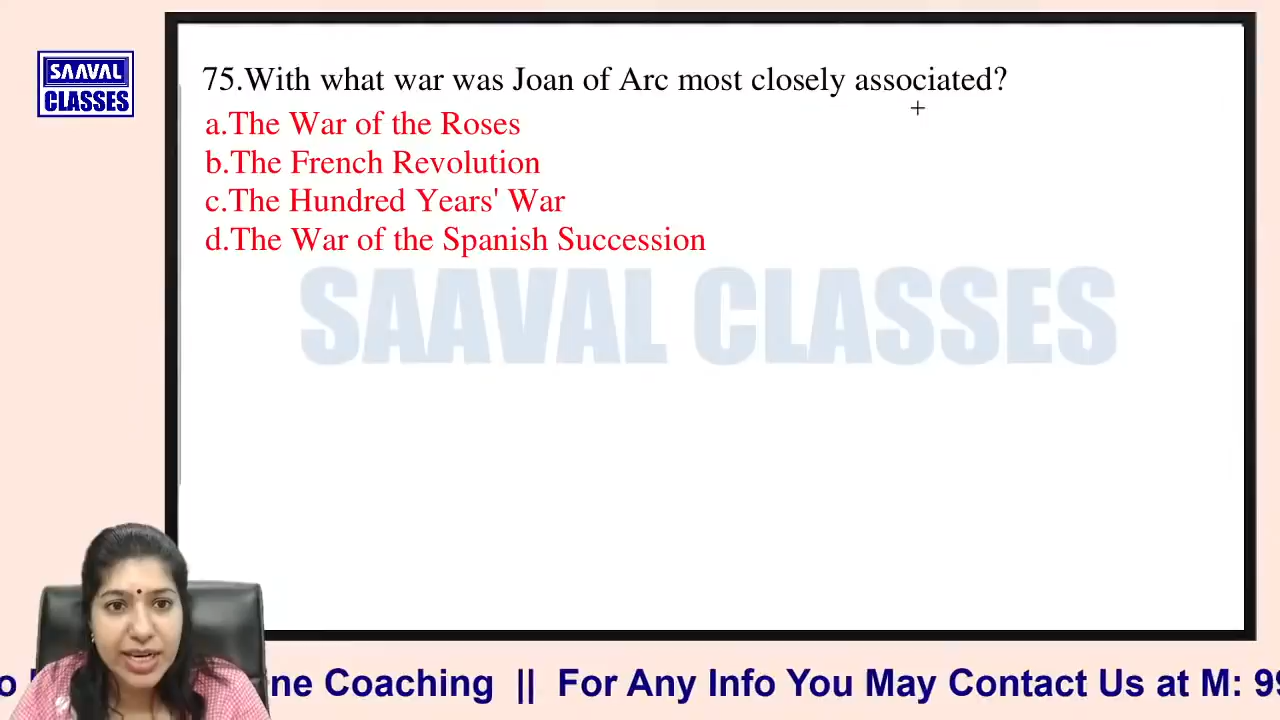 SAAVAL
CLASSES
75.With what war was Joan of Arc most closely associated?
a.The War of the Roses
b.The French Revolution
c.The Hundred Years' War
d.The War of the Spanish Succession
SAAVAL CLASSES
ne Coaching || For Any Info You May Contact Us at M: 99